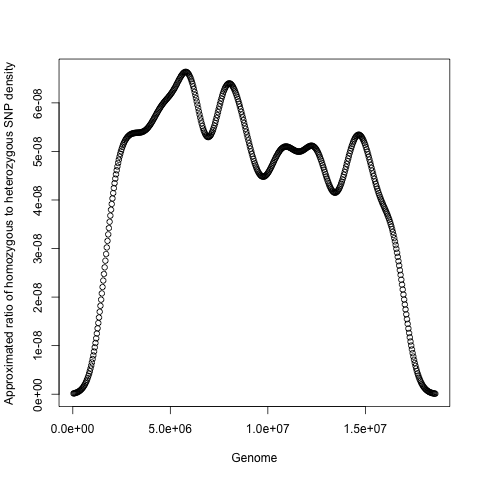 Approximated ratio of homozygous to heterozygous SNP density
6e-08
5e-08
4e-08
3e-08
2e-08
1e-08
0e+00
0.0e+00 5.0e+06 1.0e+07 1.5e+07
Genome